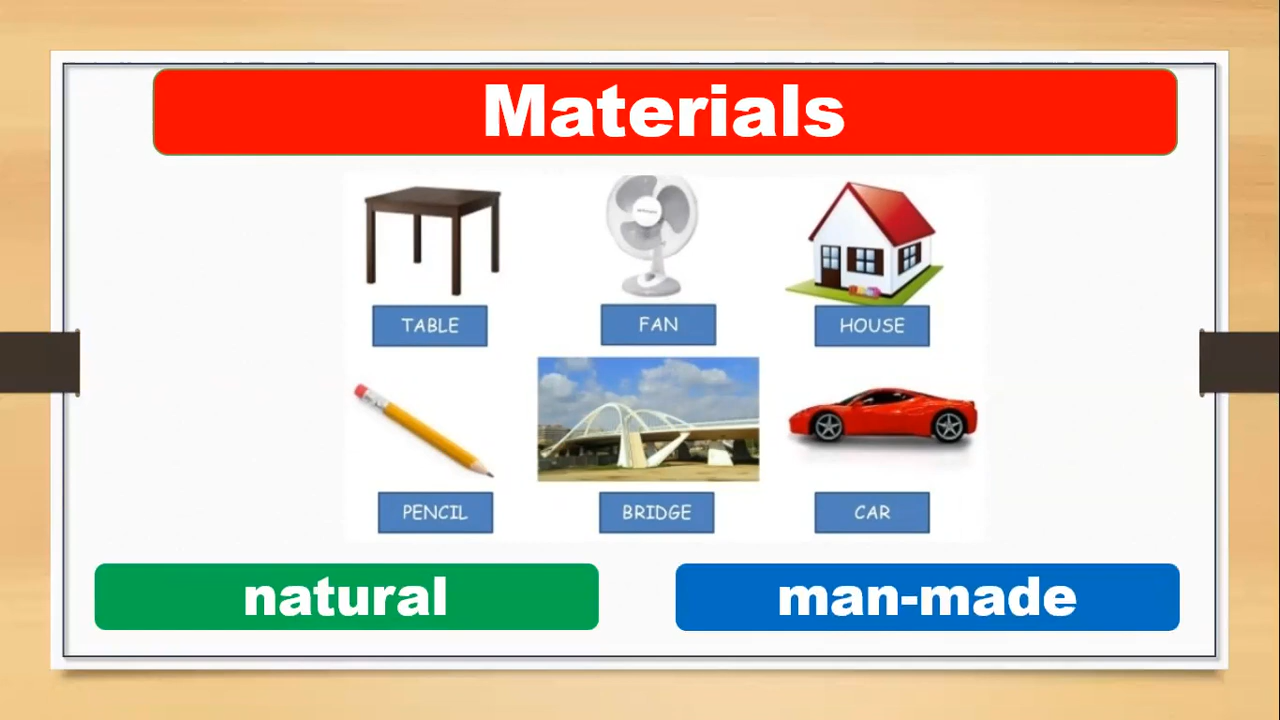 Materials
TABLE
FAN
HOUSE
PENCIL
BRIDGE
CAR
natural
man-made